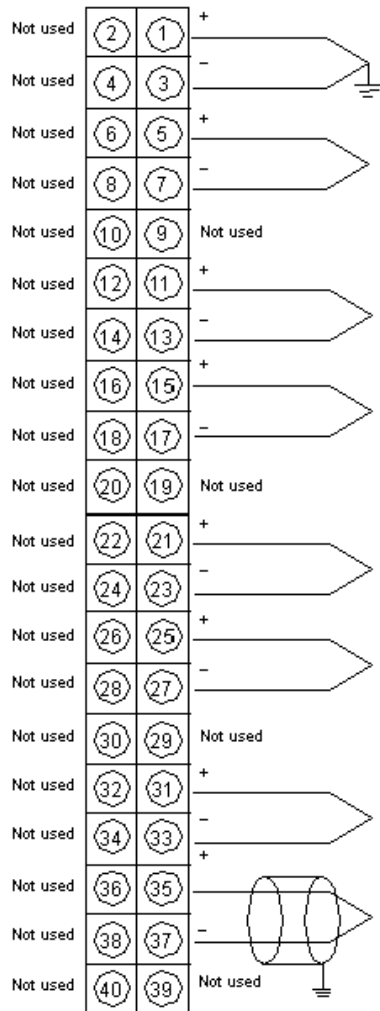 Not used 2 1 +
Not used 4 3 −
Not used 6 5 +
Not used 8 7 −
Not used 10 9 Not used
Not used 12 11 +
Not used 14 13 −
Not used 16 15 +
Not used 18 17 −
Not used 20 19 Not used
Not used 22 21 +
Not used 24 23 −
Not used 26 25 +
Not used 28 27 −
Not used 30 29 Not used
Not used 32 31 +
Not used 34 33 −
Not used 36 35 +
Not used 38 37 −
Not used 40 39 Not used